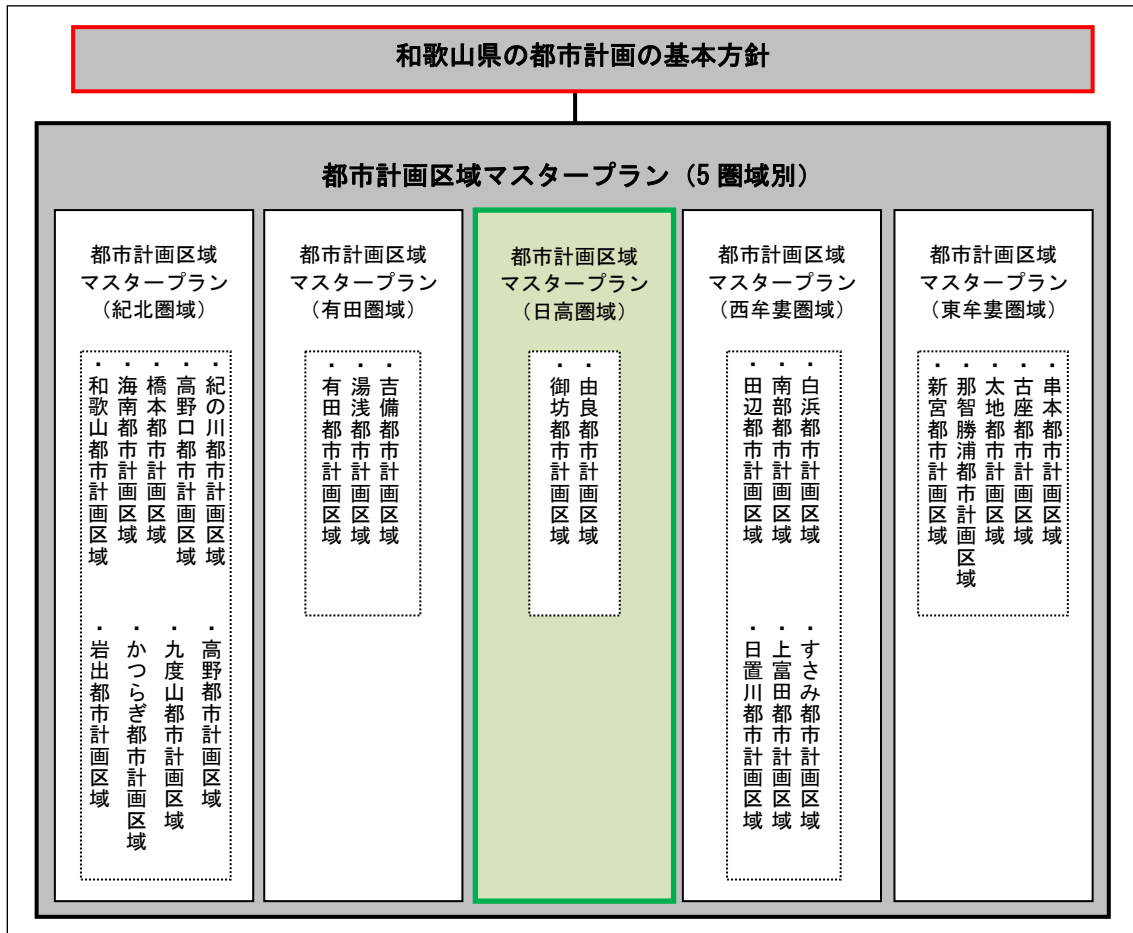 和歌山県の都市計画の基本方針
都市計画区域マスタープラン（5 圏域別）
都市計画区域
マスタープラン
（紀北圏域）
・和歌山都市計画区域
・海南都市計画区域
・橋本都市計画区域
・高野口都市計画区域
・紀の川都市計画区域
・岩出都市計画区域
・かつらぎ都市計画区域
・九度山都市計画区域
・高野都市計画区域
都市計画区域
マスタープラン
（有田圏域）
・有田都市計画区域
・湯浅都市計画区域
・吉備都市計画区域
都市計画区域
マスタープラン
（日高圏域）
・御坊都市計画区域
・由良都市計画区域
都市計画区域
マスタープラン
（西牟婁圏域）
・田辺都市計画区域
・南部都市計画区域
・白浜都市計画区域
・日置川都市計画区域
・上富田都市計画区域
・すさみ都市計画区域
都市計画区域
マスタープラン
（東牟婁圏域）
・新宮都市計画区域
・那智勝浦都市計画区域
・太地都市計画区域
・古座都市計画区域
・串本都市計画区域